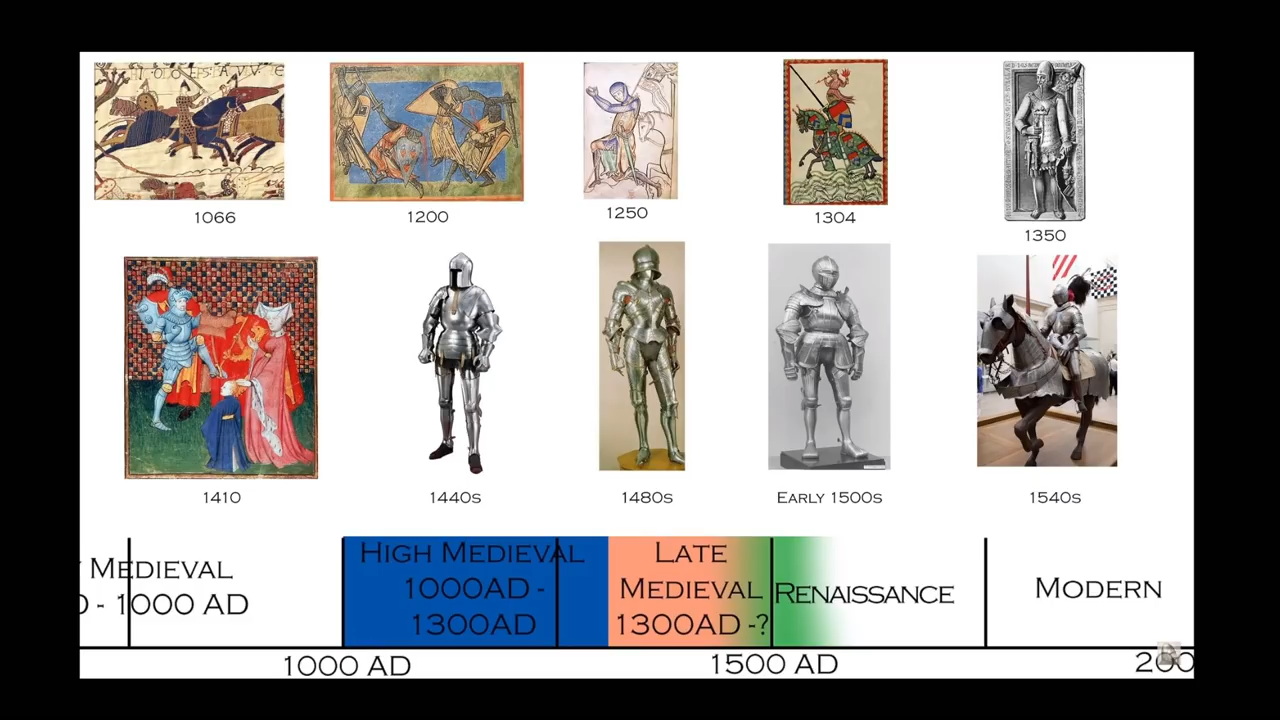 1066
1200
1250
1304
1350
1410
1440s
1480s
Early 1500s
1540s
Medieval
- 1000 AD
High Medieval
1000AD -
1300AD
Late
Medieval
1300AD -?
Renaissance
Modern
1000 AD
1500 AD